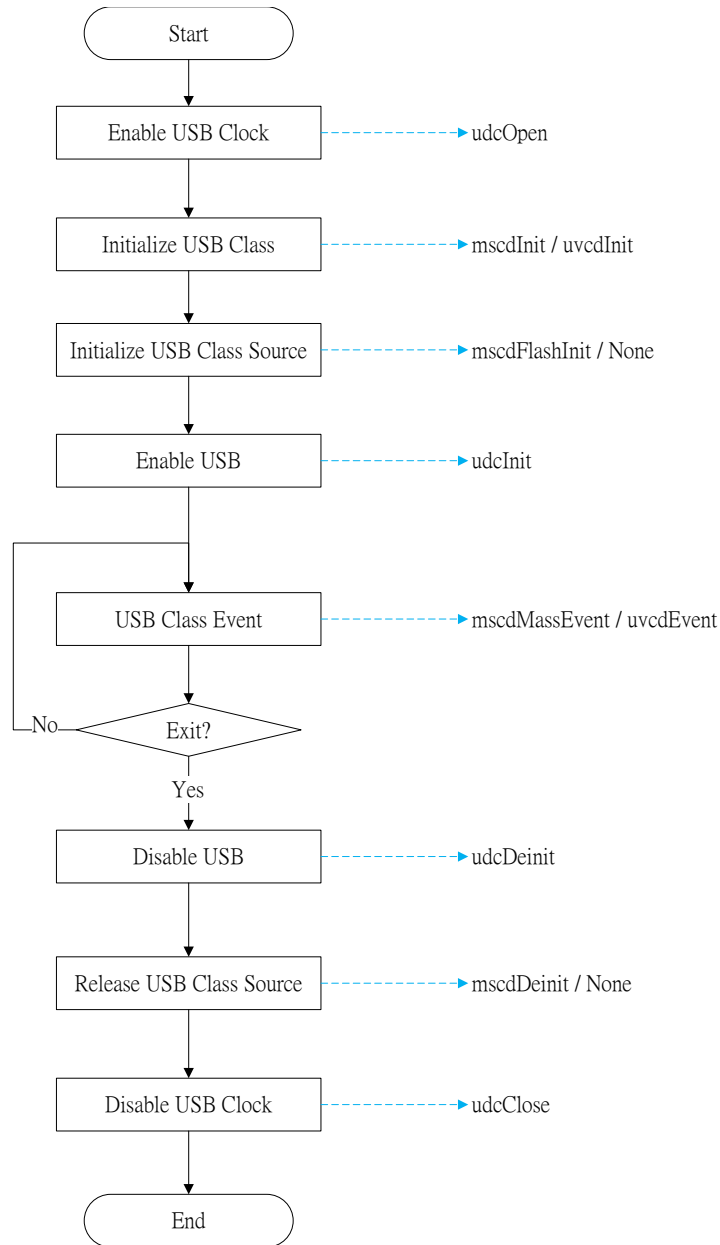 Start
Enable USB Clock
udcOpen
Initialize USB Class
mscdInit / uvcdInit
Initialize USB Class Source
mscdFlashInit / None
Enable USB
udcInit
USB Class Event
mscdMassEvent / uvcdEvent
No
Exit?
Yes
Disable USB
udcDeinit
Release USB Class Source
mscdDeinit / None
Disable USB Clock
udcClose
End